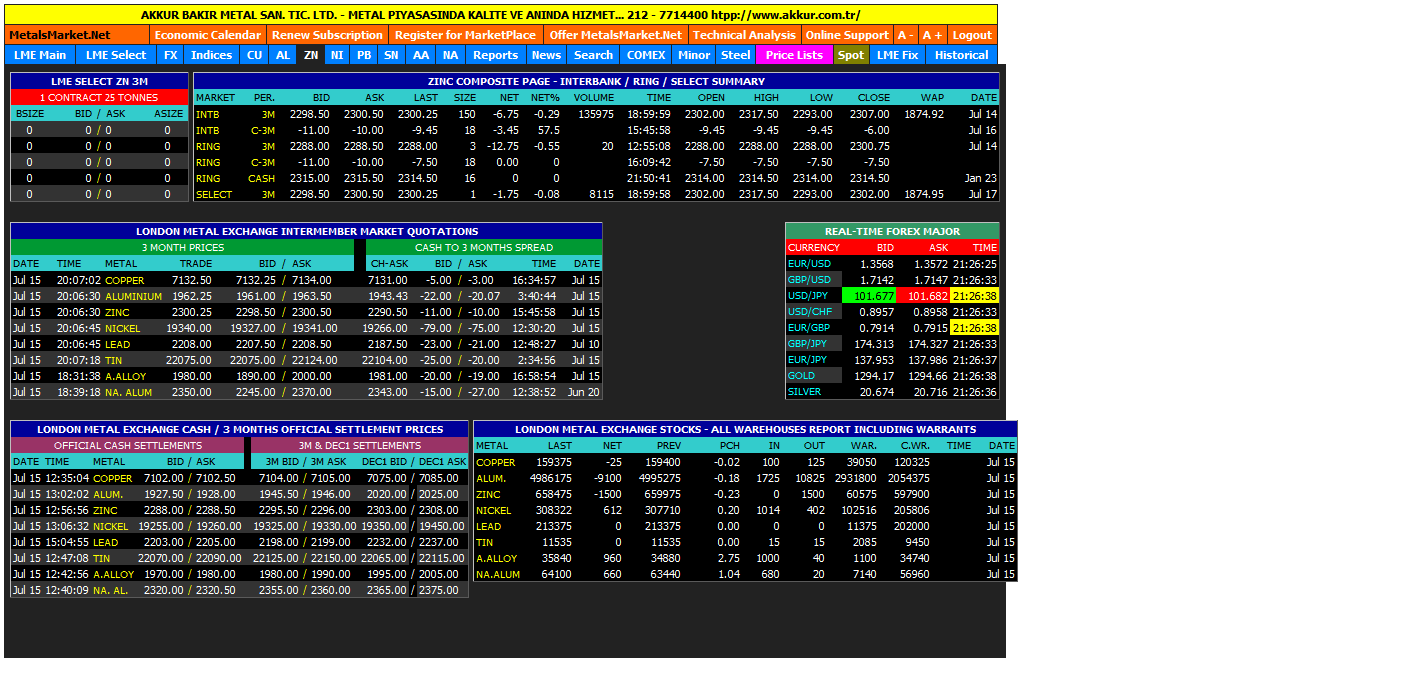 AKKUR BAKIR METAL SAN. TIC. LTD. - METAL PIYASASINDA KALITE VE ANINDA HIZMET... 212 - 7714400 htpp://www.akkur.com.tr/
MetalsMarket.Net Economic Calendar Renew Subscription Register for MarketPlace Offer MetalsMarket.Net Technical Analysis Online Support A - A + Logout
LME Main LME Select FX Indices CU AL ZN NI PB SN AA NA Reports News Search COMEX Minor Steel Price Lists Spot LME Fix Historical
LME SELECT ZN 3M
1 CONTRACT 25 TONNES
BSIZE BID / ASK ASIZE
0 0 / 0 0
0 0 / 0 0
0 0 / 0 0
0 0 / 0 0
0 0 / 0 0
ZINC COMPOSITE PAGE - INTERBANK / RING / SELECT SUMMARY
MARKET PER. BID ASK LAST SIZE NET NET% VOLUME TIME OPEN HIGH LOW CLOSE WAP DATE
INTB 3M 2298.50 2300.50 2300.25 150 -6.75 -0.29 135975 18:59:59 2302.00 2317.50 2293.00 2307.00 1874.92 Jul 14
INTB C-3M -11.00 -10.00 -9.45 18 -3.45 57.5 15:45:58 -9.45 -9.45 -9.45 -6.00 Jul 16
RING 3M 2288.00 2288.50 2288.00 3 -12.75 -0.55 20 12:55:08 2288.00 2288.00 2288.00 2300.75 Jul 14
RING C-3M -11.00 -10.00 -7.50 18 0.00 0 16:09:42 -7.50 -7.50 -7.50 -7.50
RING CASH 2315.00 2315.50 2314.50 16 0 0 21:50:41 2314.00 2314.50 2314.00 2314.50 Jan 23
SELECT 3M 2298.50 2300.50 2300.50 1 -1.75 -0.08 8115 18:59:58 2302.00 2317.50 2293.00 2302.00 1874.95 Jul 17
LONDON METAL EXCHANGE INTERMEMBER MARKET QUOTATIONS
3 MONTH PRICES CASH TO 3 MONTHS SPREAD
DATE TIME METAL TRADE BID / ASK CH-ASK BID / ASK TIME DATE
Jul 15 20:07:02 COPPER 7132.50 7132.25 / 7134.00 7131.00 -5.00 / -3.00 16:34:57 Jul 15
Jul 15 20:06:30 ALUMINIUM 1962.25 1961.00 / 1963.50 1943.43 -22.00 / -20.07 3:40:44 Jul 15
Jul 15 20:06:30 ZINC 2300.25 2298.50 / 2300.50 2290.50 -11.00 / -10.00 15:45:58 Jul 15
Jul 15 20:06:45 NICKEL 19340.00 19327.00 / 19341.00 19266.00 -79.00 / -75.00 12:30:20 Jul 15
Jul 15 20:06:45 LEAD 2208.00 2207.50 / 2208.50 2187.50 -23.00 / -21.00 12:48:27 Jul 10
Jul 15 20:07:18 TIN 22075.00 22075.00 / 22124.00 22104.00 -25.00 / -20.00 2:34:56 Jul 15
Jul 15 18:31:38 A.ALLOY 1980.00 1890.00 / 2000.00 1981.00 -20.00 / -19.00 16:58:54 Jul 15
Jul 15 18:39:18 NA. ALUM 2350.00 2245.00 / 2370.00 2343.00 -15.00 / -27.00 12:38:52 Jun 20
REAL-TIME FOREX MAJOR
CURRENCY BID ASK TIME
EUR/USD 1.3568 1.3572 21:26:25
GBP/USD 1.7142 1.7147 21:26:33
USD/JPY 101.677 101.682 21:26:38
USD/CHF 0.8957 0.8958 21:26:33
EUR/GBP 0.7914 0.7915 21:26:38
GBP/JPY 174.313 174.327 21:26:33
EUR/JPY 137.953 137.986 21:26:37
GOLD 1294.17 1294.66 21:26:38
SILVER 20.674 20.716 21:26:36
LONDON METAL EXCHANGE CASH / 3 MONTHS OFFICIAL SETTLEMENT PRICES
OFFICIAL CASH SETTLEMENTS 3M & DEC1 SETTLEMENTS
DATE TIME METAL BID / ASK 3M BID / 3M ASK DEC1 BID / DEC1 ASK
Jul 15 12:35:04 COPPER 7102.00 / 7102.50 7104.00 / 7105.00 7075.00 / 7085.00
Jul 15 13:02:02 ALUM. 1927.50 / 1928.00 1945.50 / 1946.00 2020.00 / 2025.00
Jul 15 12:56:56 ZINC 2288.00 / 2288.50 2295.50 / 2296.00 2303.00 / 2308.00
Jul 15 13:06:32 NICKEL 19255.00 / 19260.00 19325.00 / 19330.00 19350.00 / 19450.00
Jul 15 15:04:55 LEAD 2203.00 / 2205.00 2198.00 / 2199.00 2232.00 / 2237.00
Jul 15 12:47:08 TIN 22070.00 / 22090.00 22125.00 / 22150.00 22065.00 / 22115.00
Jul 15 12:42:56 A.ALLOY 1970.00 / 1980.00 1980.00 / 1990.00 1995.00 / 2005.00
Jul 15 12:40:09 NA. AL. 2320.00 / 2320.50 2355.00 / 2360.00 2365.00 / 2375.00
LONDON METAL EXCHANGE STOCKS - ALL WAREHOUSES REPORT INCLUDING WARRANTS
METAL LAST NET PREV PCH IN OUT WAR. C.WR. TIME DATE
COPPER 159375 -25 159400 -0.02 100 125 39050 120325 Jul 15
ALUM. 4986175 -9100 4995275 -0.18 1725 10825 2931800 2054375 Jul 15
ZINC 658475 -1500 659975 -0.23 0 1500 60575 597900 Jul 15
NICKEL 308322 612 307710 0.20 1014 402 102516 205806 Jul 15
LEAD 213375 0 213375 0.00 0 0 11375 202000 Jul 15
TIN 11535 0 11535 0.00 15 15 2085 9450 Jul 15
A.ALLOY 35840 960 34880 2.75 1000 40 1100 34740 Jul 15
NA.ALUM 64100 660 63440 1.04 680 20 7140 56960 Jul 15